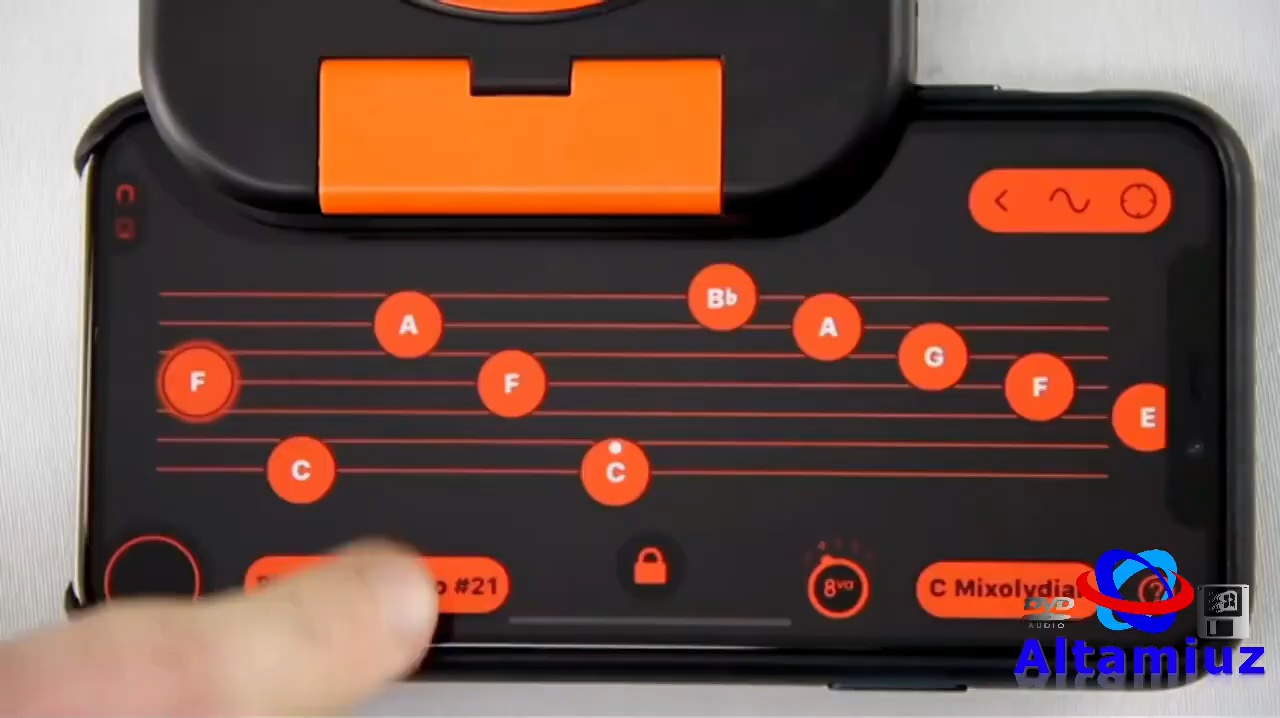 Bb
A
A
G
F
F
F
E
C
C
#21
8va
C Mixolydian
?
DVD
AUDIO
Altamiuz